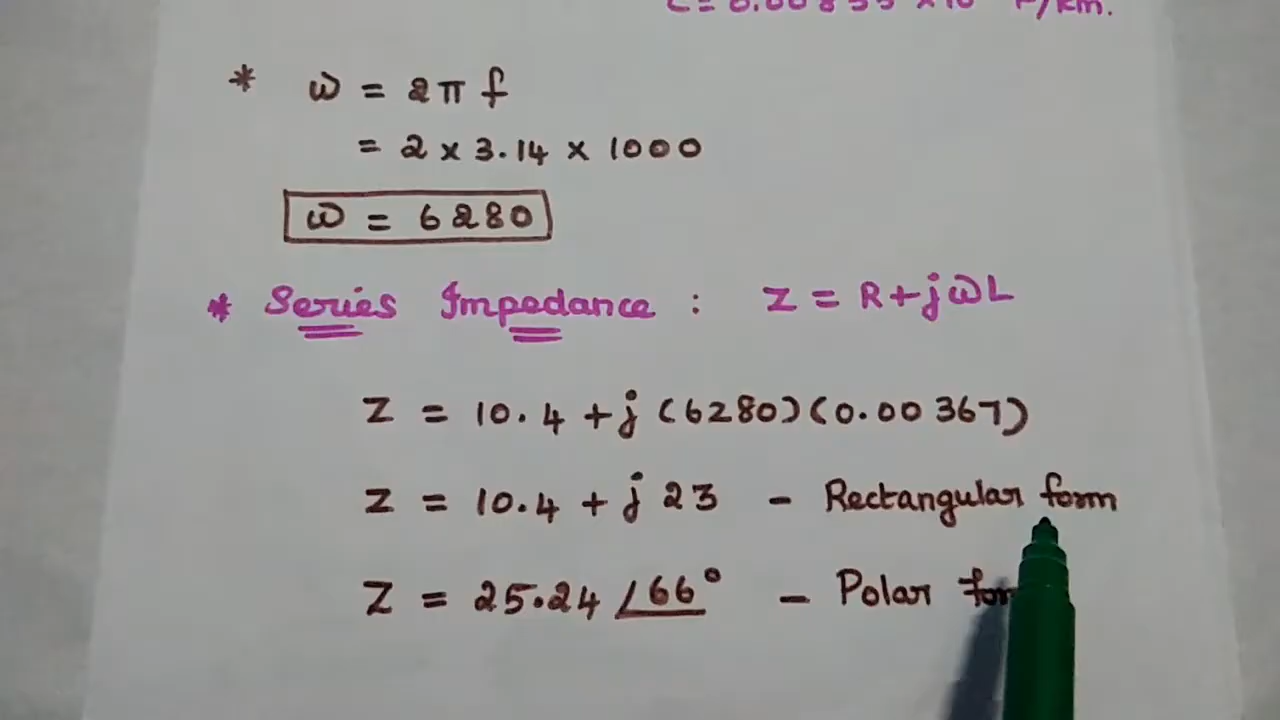 * ω = 2π f
= 2 x 3.14 x 1000
ω = 6280
* Series Impedance : Z = R+jωL
Z = 10.4 + j (6280)(0.00367)
Z = 10.4 + j 23 - Rectangular form
Z = 25.24 ∠66° - Polar